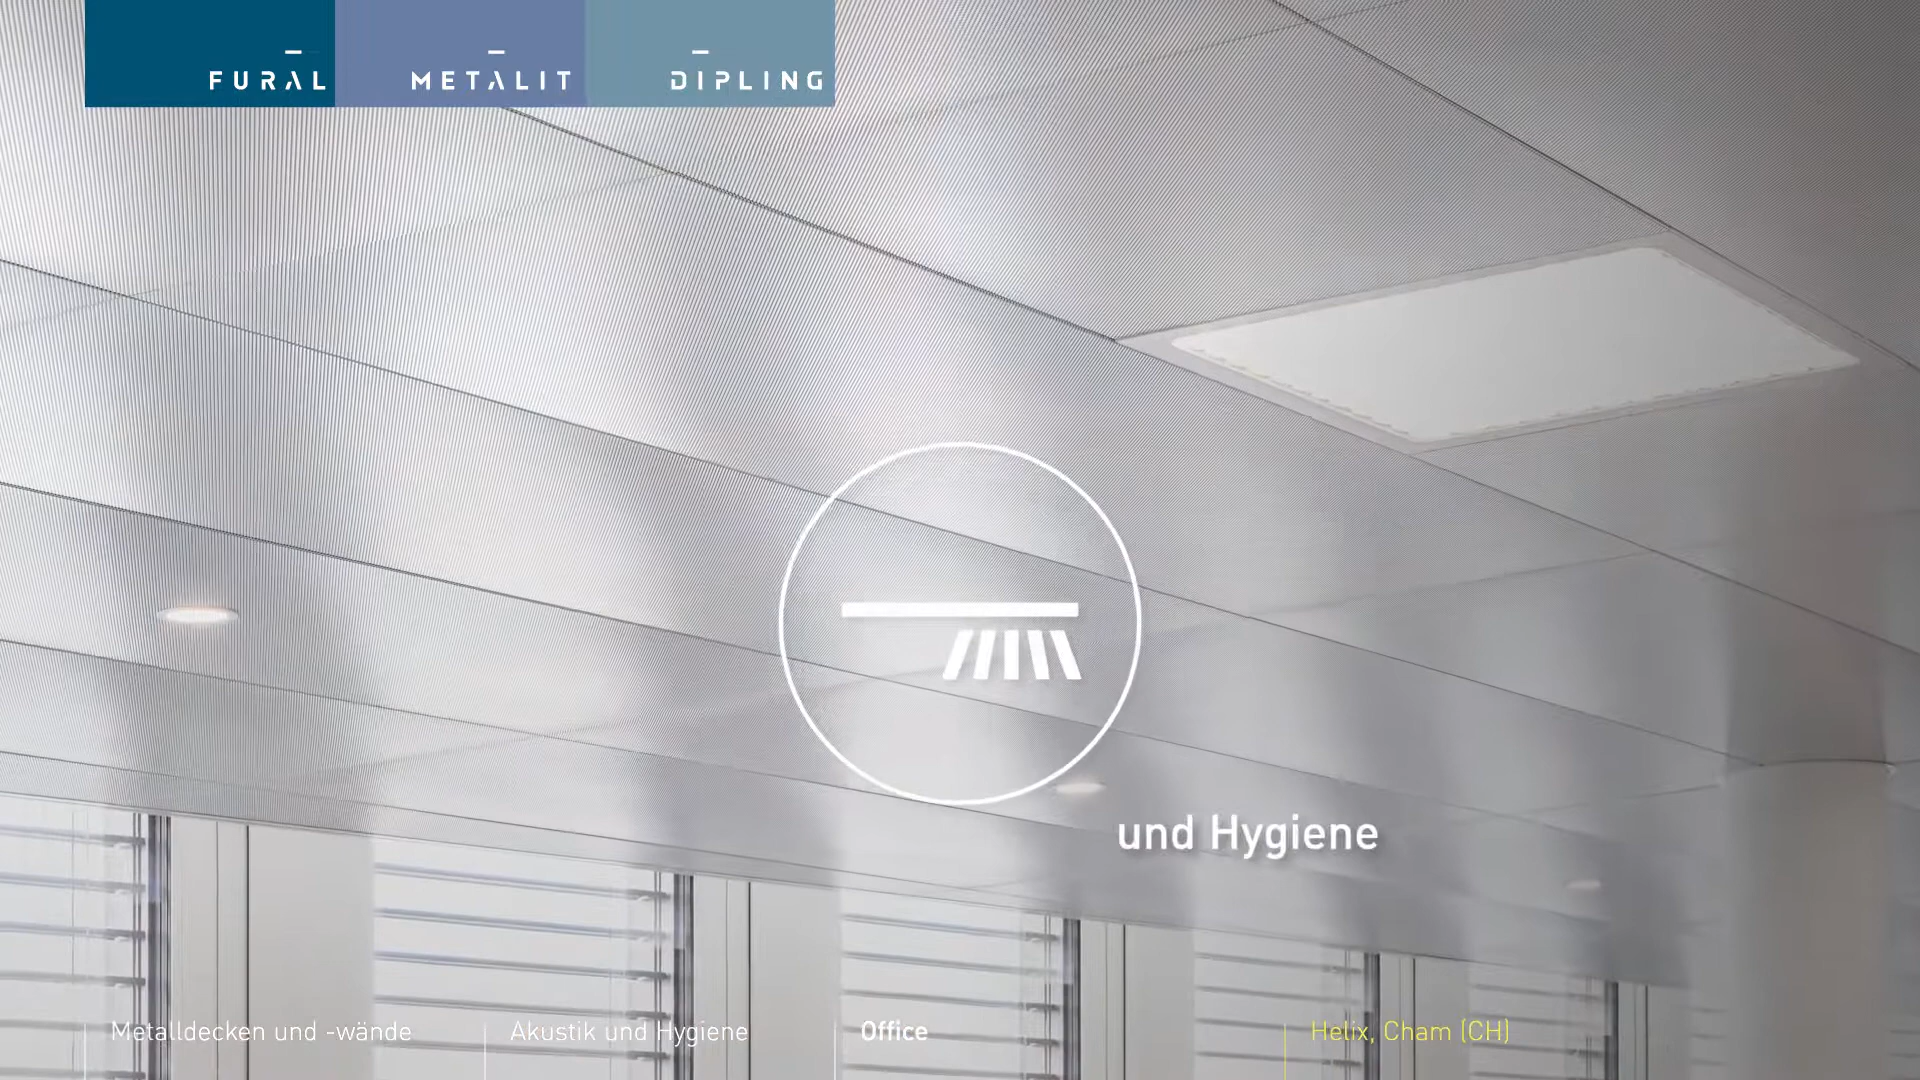 FURAL METALIT DIPLING
und Hygiene
Metalldecken und -wände Akustik und Hygiene Office Helix, Cham (CH)